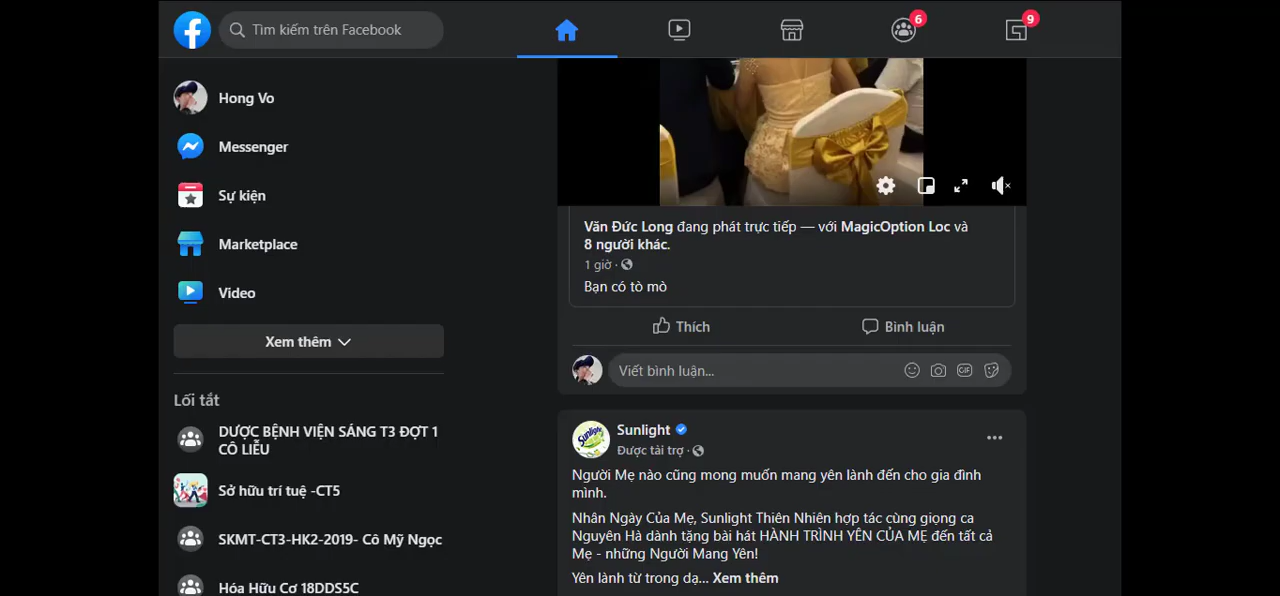 Tìm kiếm trên Facebook
6
9
Hong Vo
Messenger
Sự kiện
Marketplace
Video
Xem thêm
Lối tắt
DƯỢC BỆNH VIỆN SÁNG T3 ĐỢT 1
CÔ LIỄU
Sở hữu trí tuệ -CT5
SKMT-CT3-HK2-2019- Cô Mỹ Ngọc
Hóa Hữu Cơ 18DDS5C
Văn Đức Long đang phát trực tiếp — với MagicOption Loc và
8 người khác.
1 giờ ·
Bạn có tò mò
Thích
Bình luận
Viết bình luận...
GIF
Sunlight
Sunlight
Được tài trợ ·
Người Mẹ nào cũng mong muốn mang yên lành đến cho gia đình
mình.
Nhân Ngày Của Mẹ, Sunlight Thiên Nhiên hợp tác cùng giọng ca
Nguyên Hà dành tặng bài hát HÀNH TRÌNH YÊN CỦA MẸ đến tất cả
Mẹ - những Người Mang Yên!
Yên lành từ trong dạ... Xem thêm